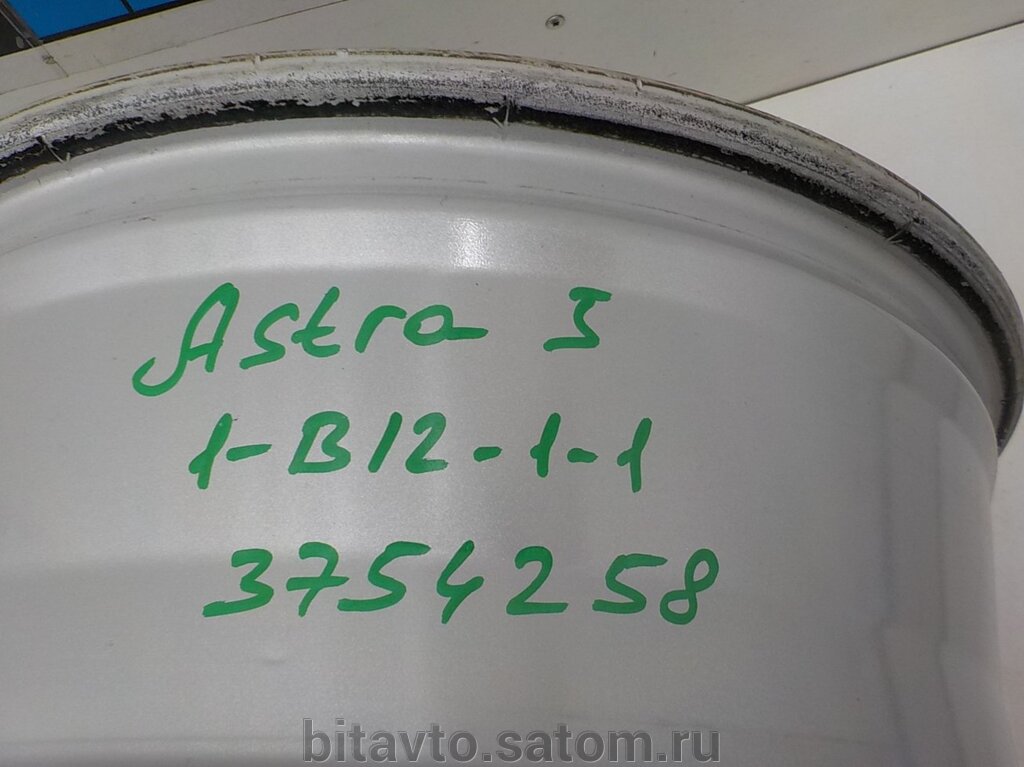 Astra J
1-B12-1-1
3754258
bitavto.satom.ru